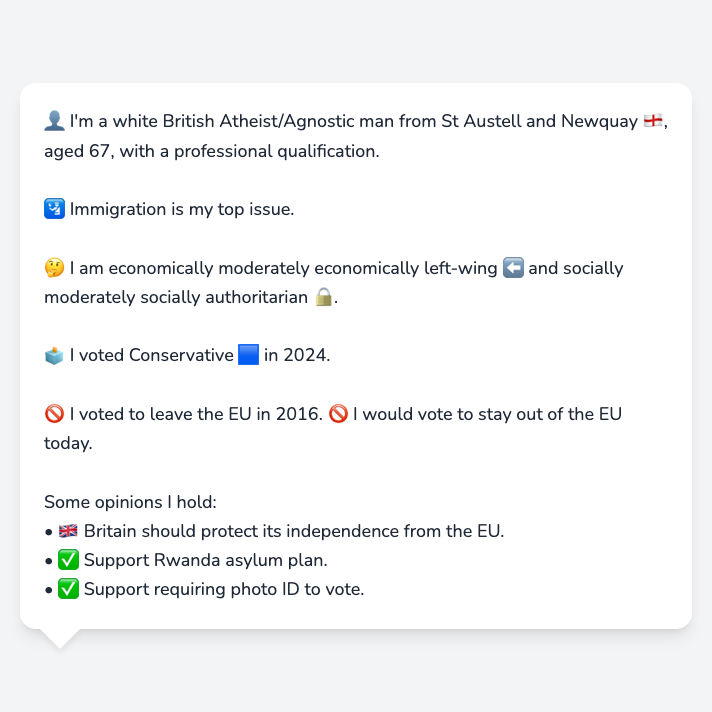 👤 I'm a white British Atheist/Agnostic man from St Austell and Newquay 🏴󠁧󠁢󠁥󠁮󠁧󠁿,
aged 67, with a professional qualification.
🛂 Immigration is my top issue.
🤔 I am economically moderately economically left-wing ⬅️ and socially
moderately socially authoritarian 🔒.
🗳️ I voted Conservative 🟦 in 2024.
🚫 I voted to leave the EU in 2016. 🚫 I would vote to stay out of the EU
today.
Some opinions I hold:
• 🇬🇧 Britain should protect its independence from the EU.
• ✅ Support Rwanda asylum plan.
• ✅ Support requiring photo ID to vote.